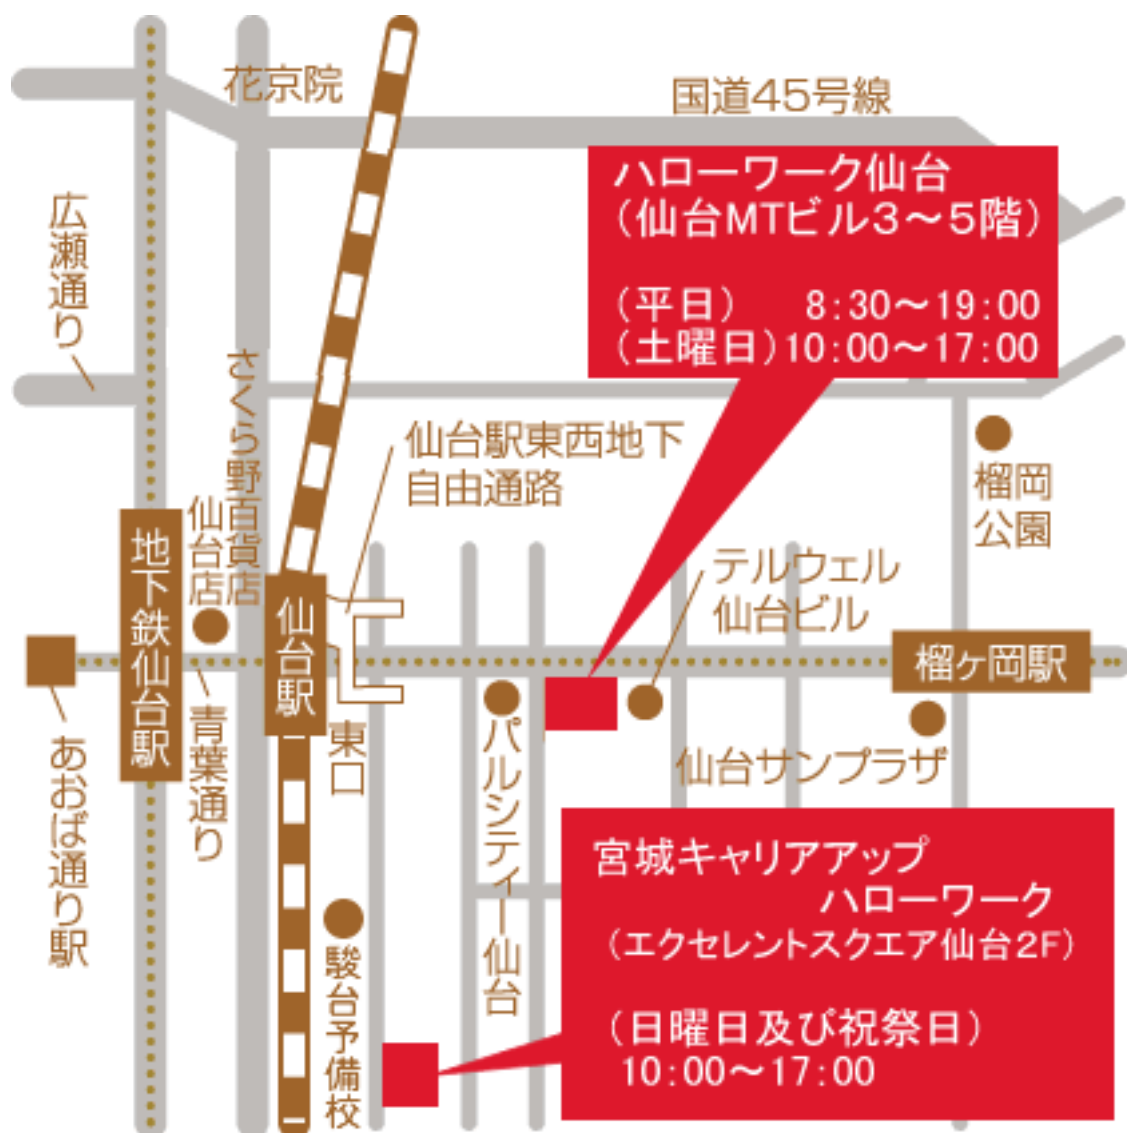 花京院
国道45号線
ハローワーク仙台
(仙台MTビル3〜5階)
(平日) 8:30〜19:00
(土曜日)10:00〜17:00
広瀬通り
さくら野百貨店
仙台店
仙台駅東西地下
自由通路
榴岡
公園
地下鉄仙台駅
仙台駅
テルウェル
仙台ビル
榴ヶ岡駅
あおば通り駅
青葉通り
東口
パルシティー仙台
仙台サンプラザ
宮城キャリアアップ
ハローワーク
(エクセレントスクエア仙台2F)
(日曜日及び祝祭日)
10:00〜17:00
駿台予備校